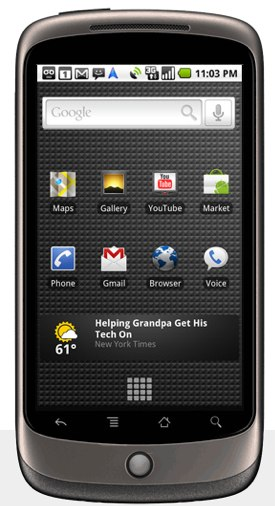 11:03 PM
Google
Maps
Gallery
YouTube
Market
Phone
Gmail
Browser
Voice
61°
Helping Grandpa Get His
Tech On
New York Times